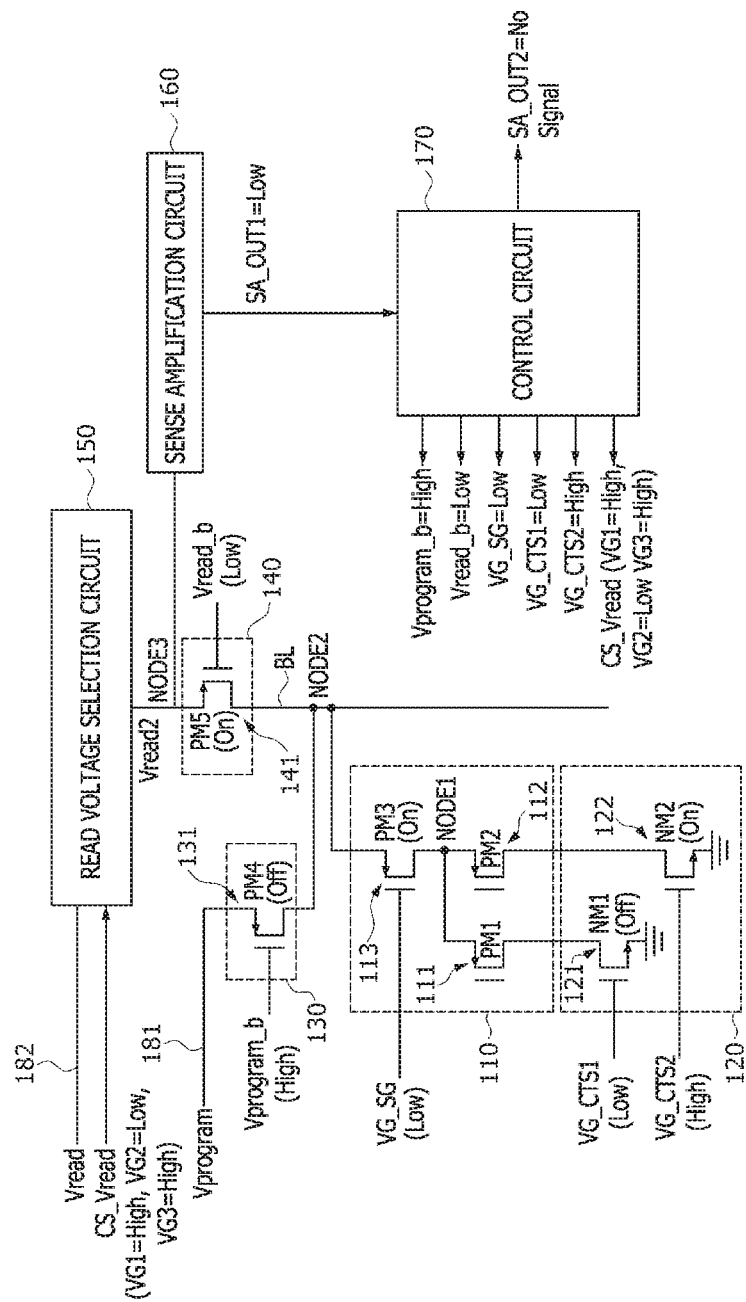 182
Vread
CS_Vread
(VG1=High, VG2=Low,
VG3=High)
READ VOLTAGE SELECTION CIRCUIT
150
Vread2
NODE3
SENSE AMPLIFICATION CIRCUIT
160
Vprogram
181
131
PM4
(Off)
Vprogram_b
(High)
130
PM5
(On)
141
Vread_b
(Low)
140
BL
NODE2
SA_OUT1=Low
170
CONTROL CIRCUIT
SA_OUT2=No
Signal
Vprogram_b=High
Vread_b=Low
VG_SG=Low
VG_CTS1=Low
VG_CTS2=High
CS_Vread (VG1=High,
VG2=Low VG3=High)
VG_SG
(Low)
113
PM3
(On)
NODE1
111
PM1
PM2
112
110
VG_CTS1
(Low)
VG_CTS2
(High)
121
NM1
(Off)
122
NM2
(On)
120